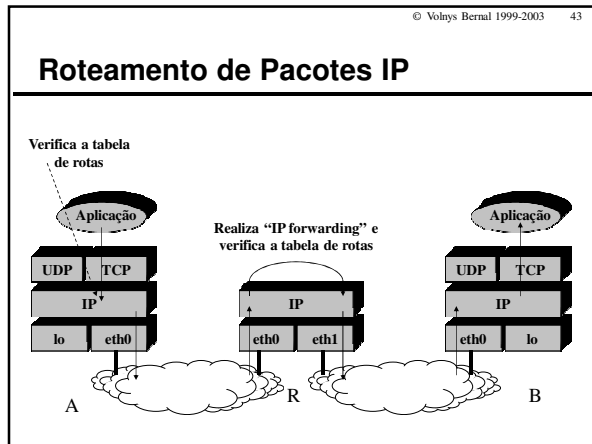 © Volnys Bernal 1999-2003 43
Roteamento de Pacotes IP
Verifica a tabela
de rotas
Aplicação
Realiza “IP forwarding” e
verifica a tabela de rotas
Aplicação
UDP TCP
UDP TCP
IP
IP
IP
lo eth0
eth0 eth1
eth0 lo
A
R
B